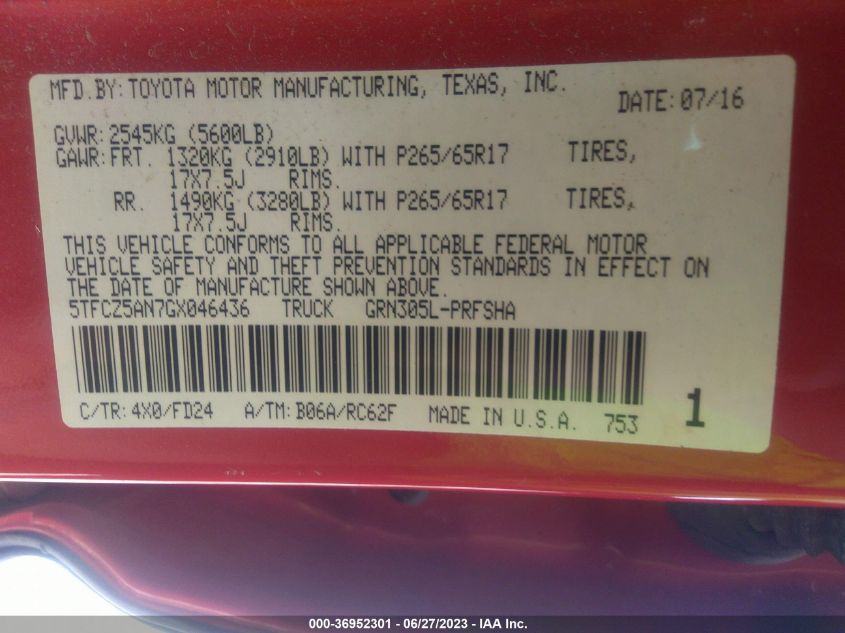 MFD.BY: TOYOTA MOTOR MANUFACTURING, TEXAS, INC.
DATE: 07/16
GVWR: 2545KG (5600LB)
GAWR: FRT. 1320KG (2910LB) WITH P265/65R17 TIRES,
17X7.5J RIMS.
RR. 1490KG (3280LB) WITH P265/65R17 TIRES,
17X7.5J RIMS.
THIS VEHICLE CONFORMS TO ALL APPLICABLE FEDERAL MOTOR
VEHICLE SAFETY AND THEFT PREVENTION STANDARDS IN EFFECT ON
THE DATE OF MANUFACTURE SHOWN ABOVE.
5TFCZ5AN7GX046436 TRUCK GRN305L-PRFSHA
C/TR: 4X0/FD24 A/TM: B06A/RC62F MADE IN U.S.A. 753 1
000-36952301 - 06/27/2023 - IAA Inc.